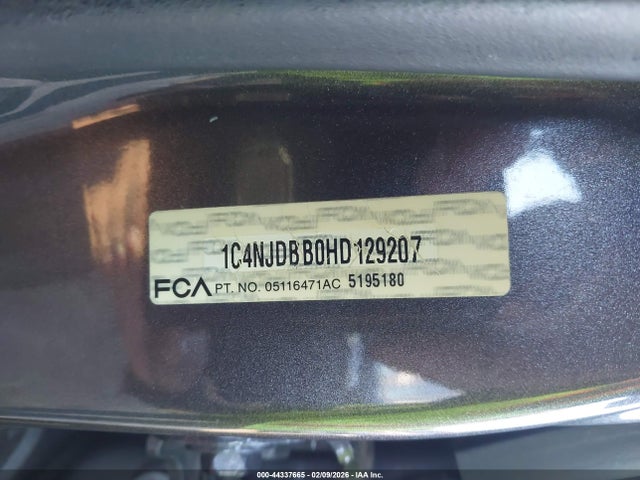 1C4NJDBB0HD129207
FCA PT. NO. 05116471AC 5195180
000-44337665 - 02/09/2026 - IAA Inc.